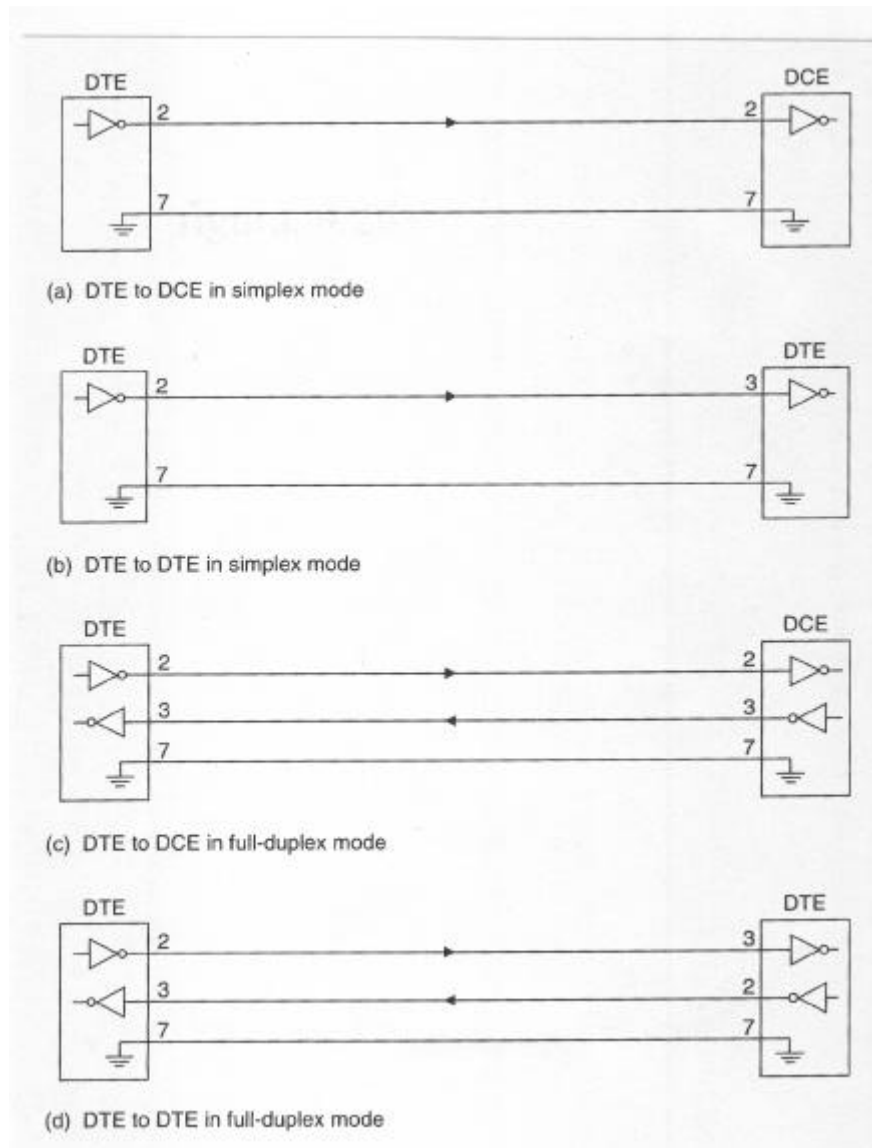 DTE DCE
2 2
7 7
(a) DTE to DCE in simplex mode
DTE DTE
2 3
7 7
(b) DTE to DTE in simplex mode
DTE DCE
2 2
3 3
7 7
(c) DTE to DCE in full-duplex mode
DTE DTE
2 3
3 2
7 7
(d) DTE to DTE in full-duplex mode